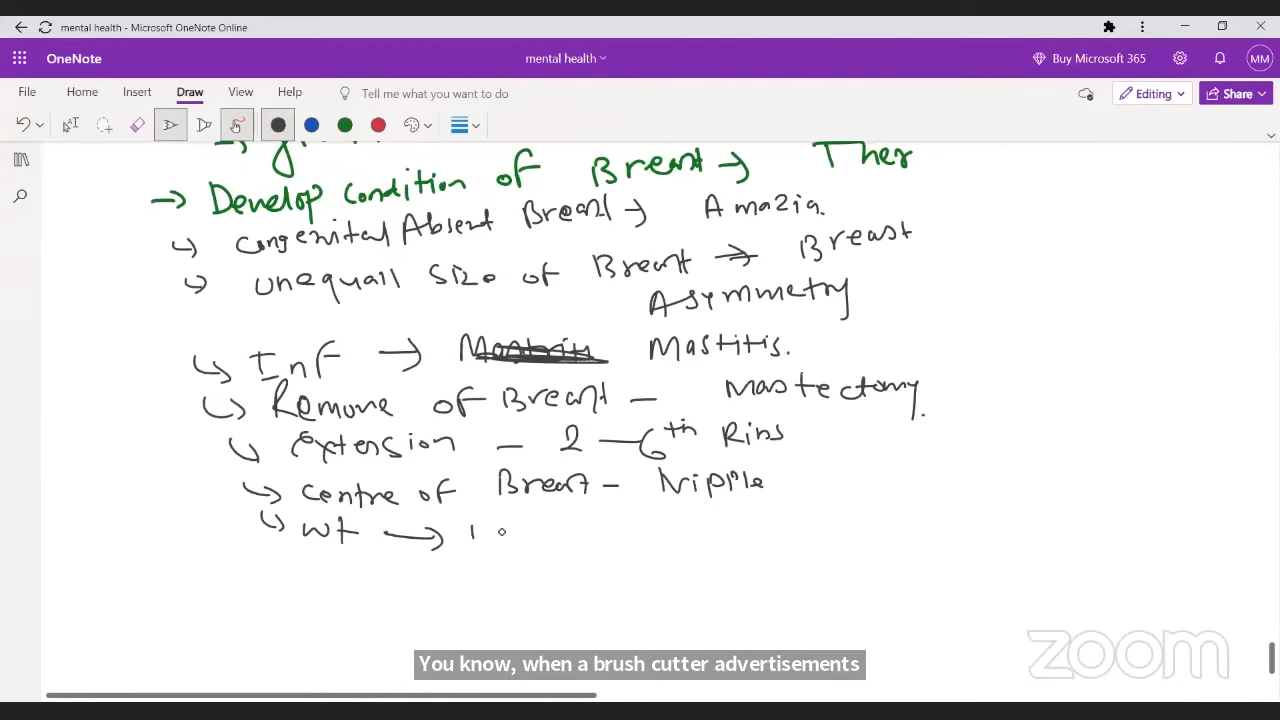 mental health - Microsoft OneNote Online
OneNote
mental health
Buy Microsoft 365
MM
File Home Insert Draw View Help Tell me what you want to do
Editing
Share
→ Develop condition of Breast → Ther
↳ Congenital Absent Breast → Amazia.
↳ unequall size of Breast → Breast
Asymmetry
↳ Inf → Mastitis.
↳ Remove of Breast - Mastectomy.
↳ extension - 2 - 6th Ribs
↳ centre of Breast - Nipple
↳ wt → 1
You know, when a brush cutter advertisements
zoom